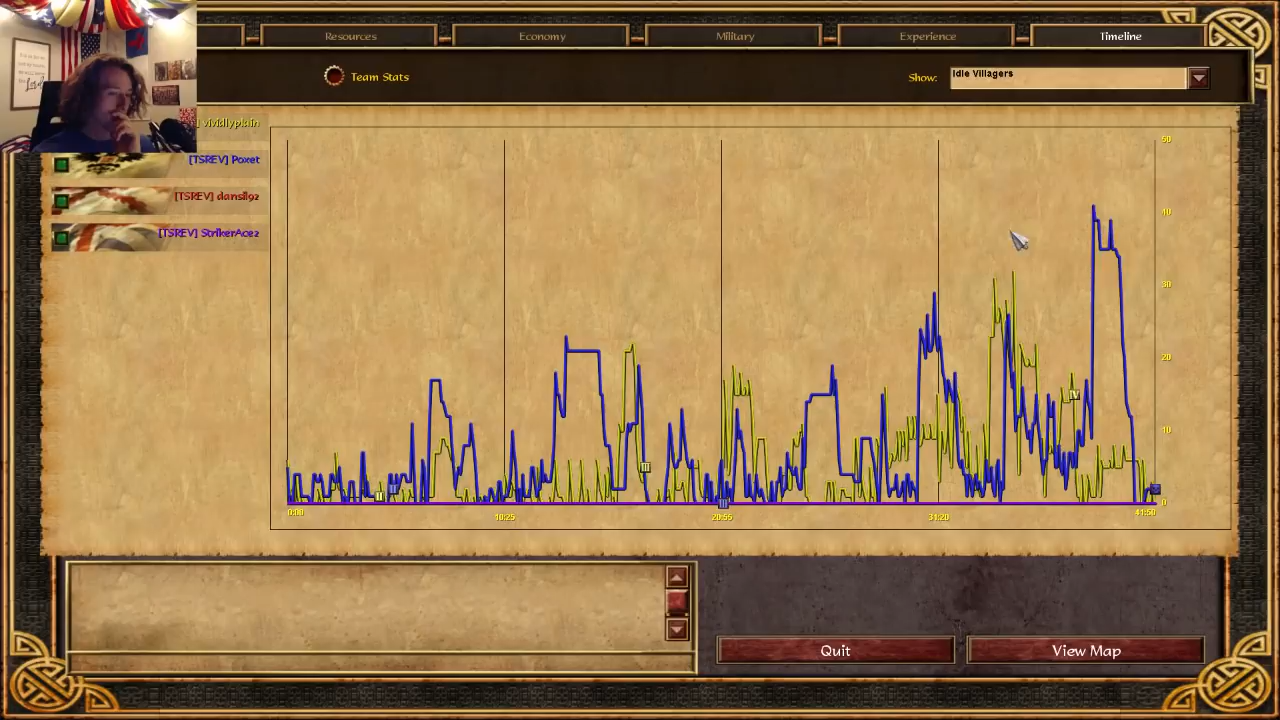 Resources
Economy
Military
Experience
Timeline
Team Stats
Show:
Idle Villagers
] vividlyplain
[TSREV] Poxet
[TSREV] dansil92
[TSREV] StrikerAce2
50
40
30
20
10
0
0:00
10:25
20:55
31:20
41:50
Quit
View Map